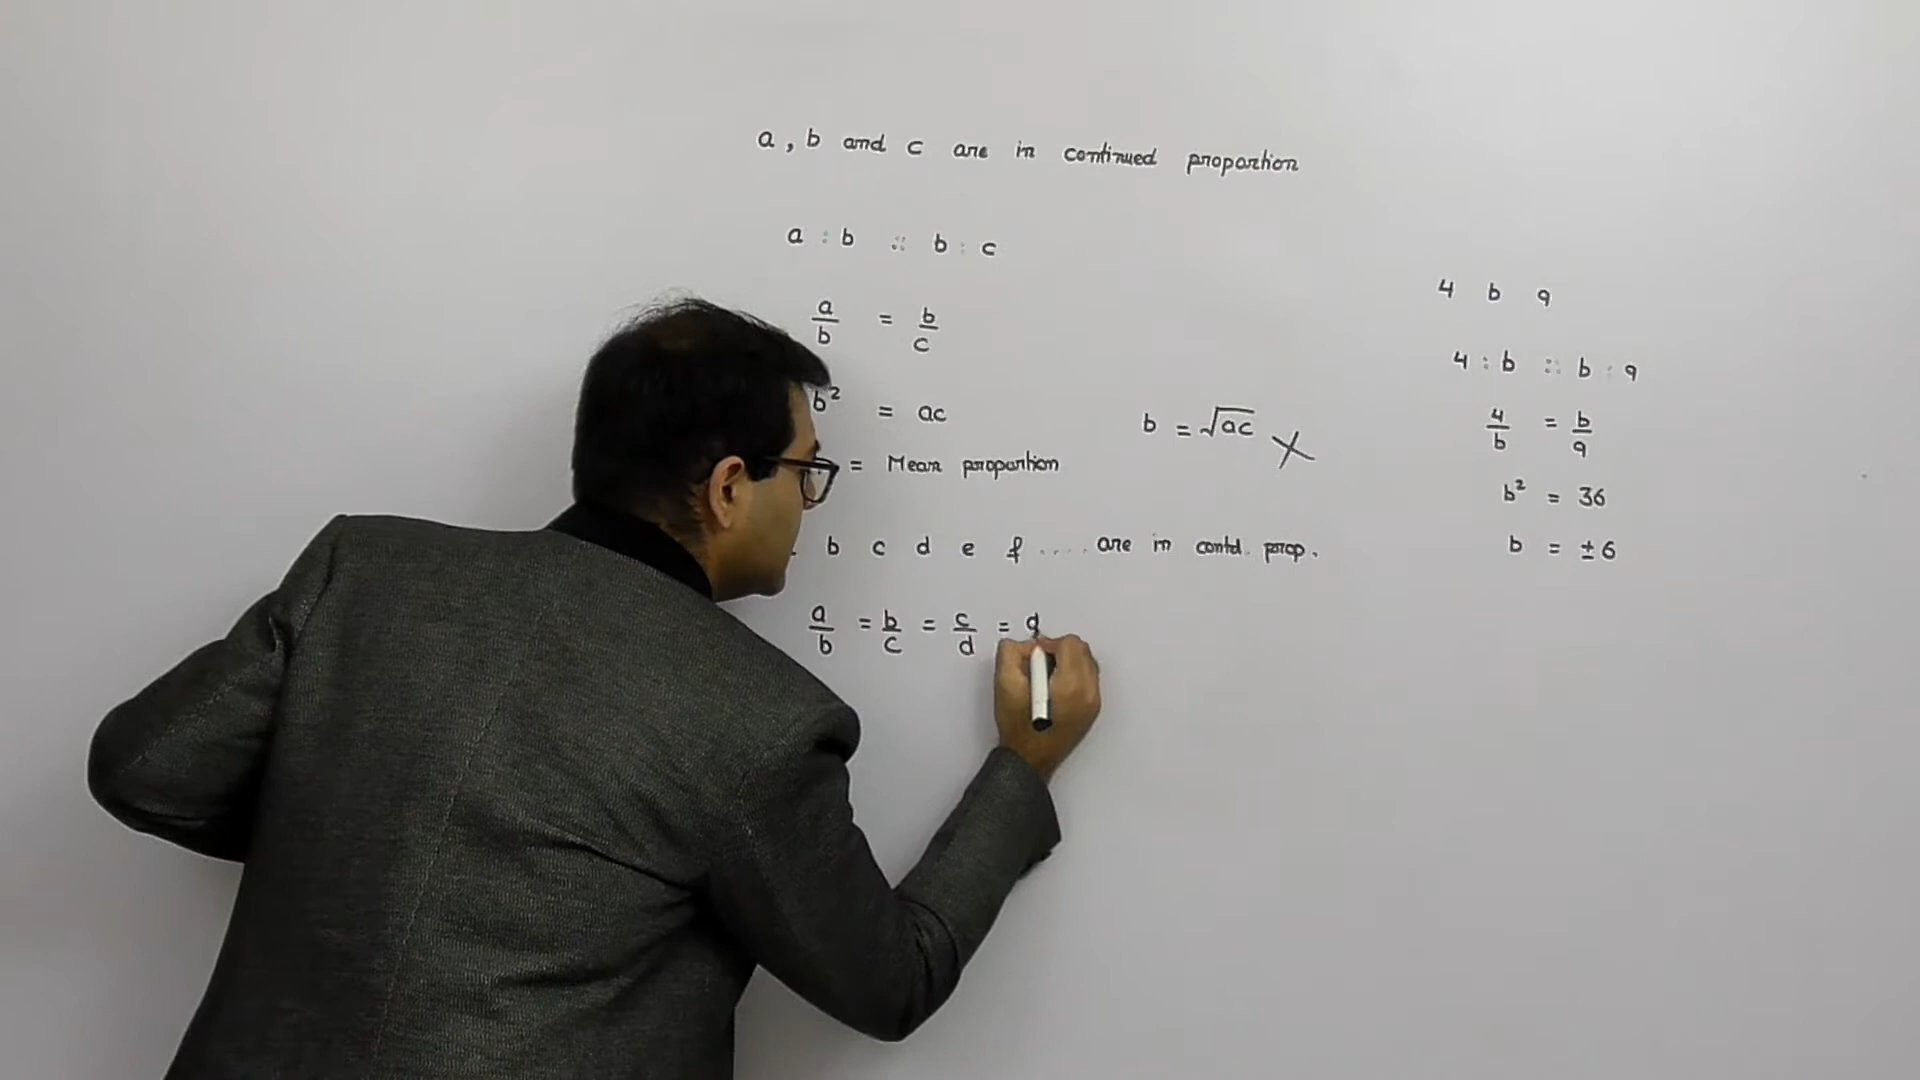 a , b and c are in continued proportion
a : b :: b : c
a/b = b/c
b² = ac
b = √ac X
= Mean proportion
b c d e f .... are in contd. prop.
a/b = b/c = c/d = d
4 b 9
4 : b :: b : 9
4/b = b/9
b² = 36
b = ±6